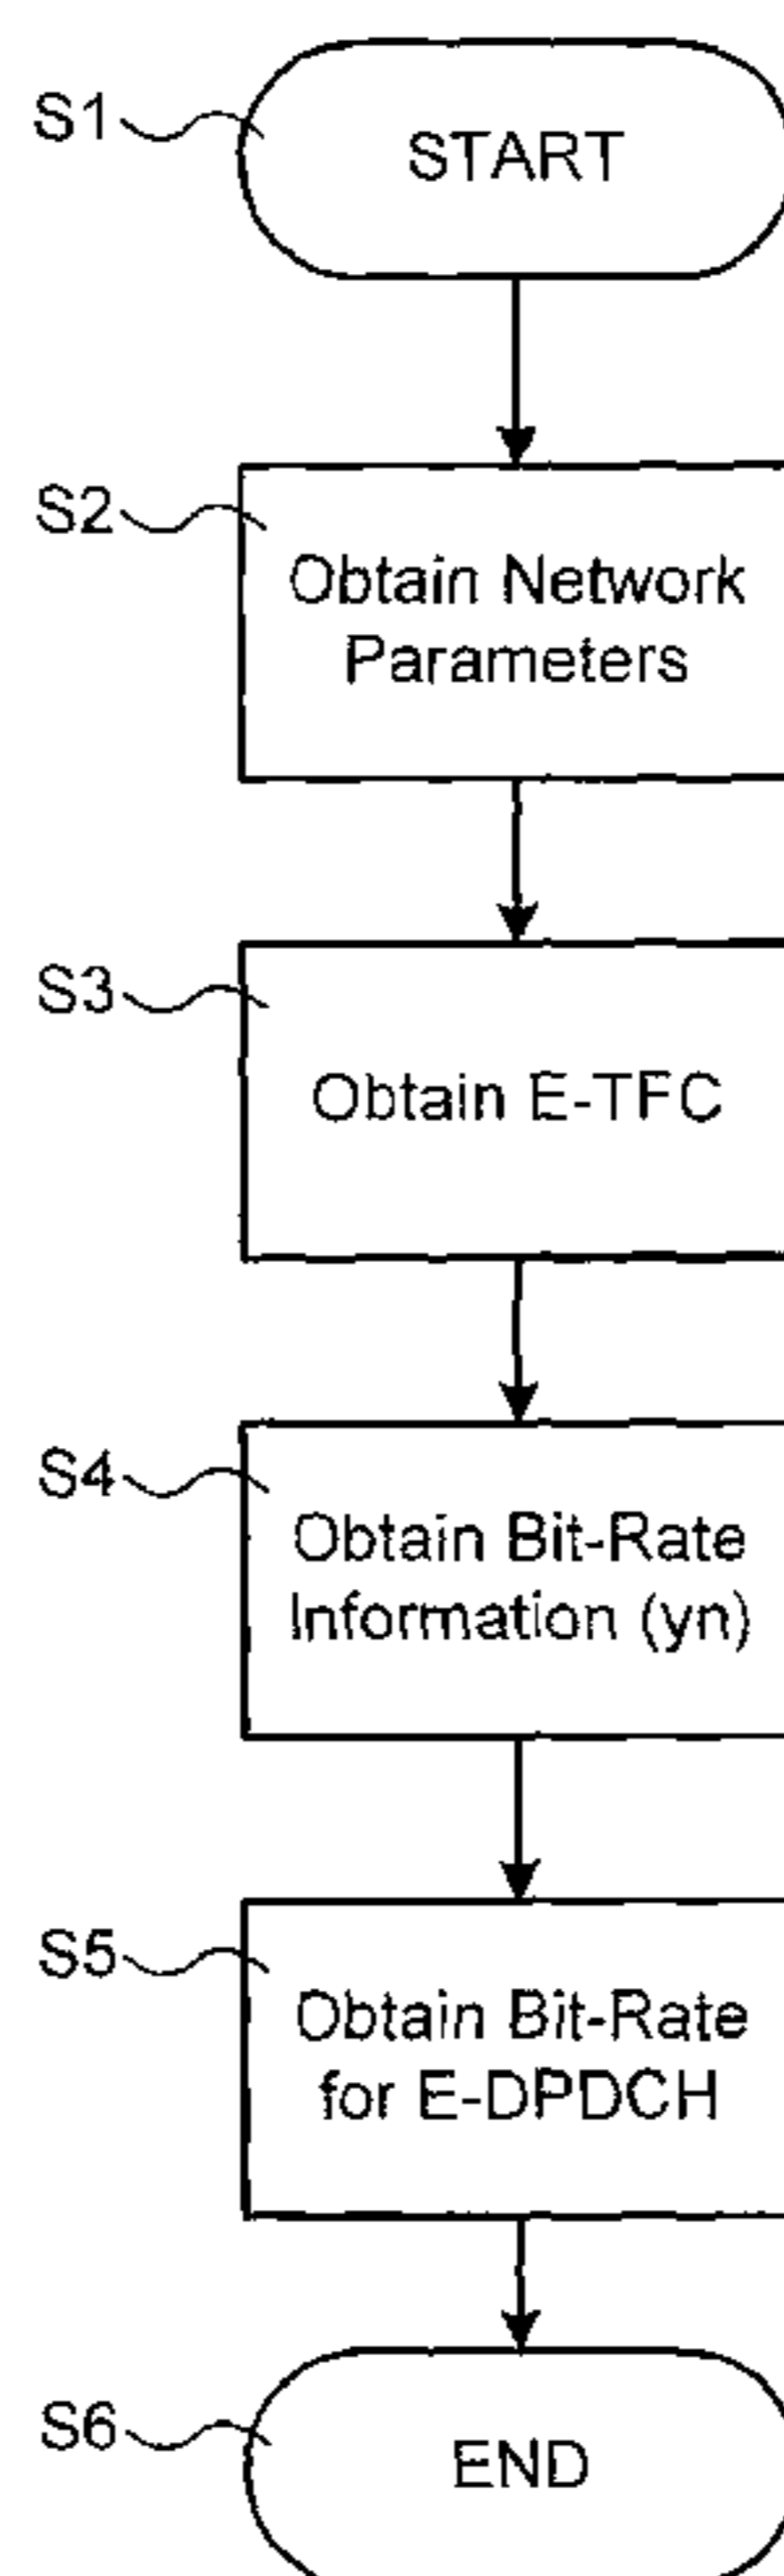 S1
START
S2
Obtain Network
Parameters
S3
Obtain E-TFC
S4
Obtain Bit-Rate
Information (yn)
S5
Obtain Bit-Rate
for E-DPDCH
S6
END